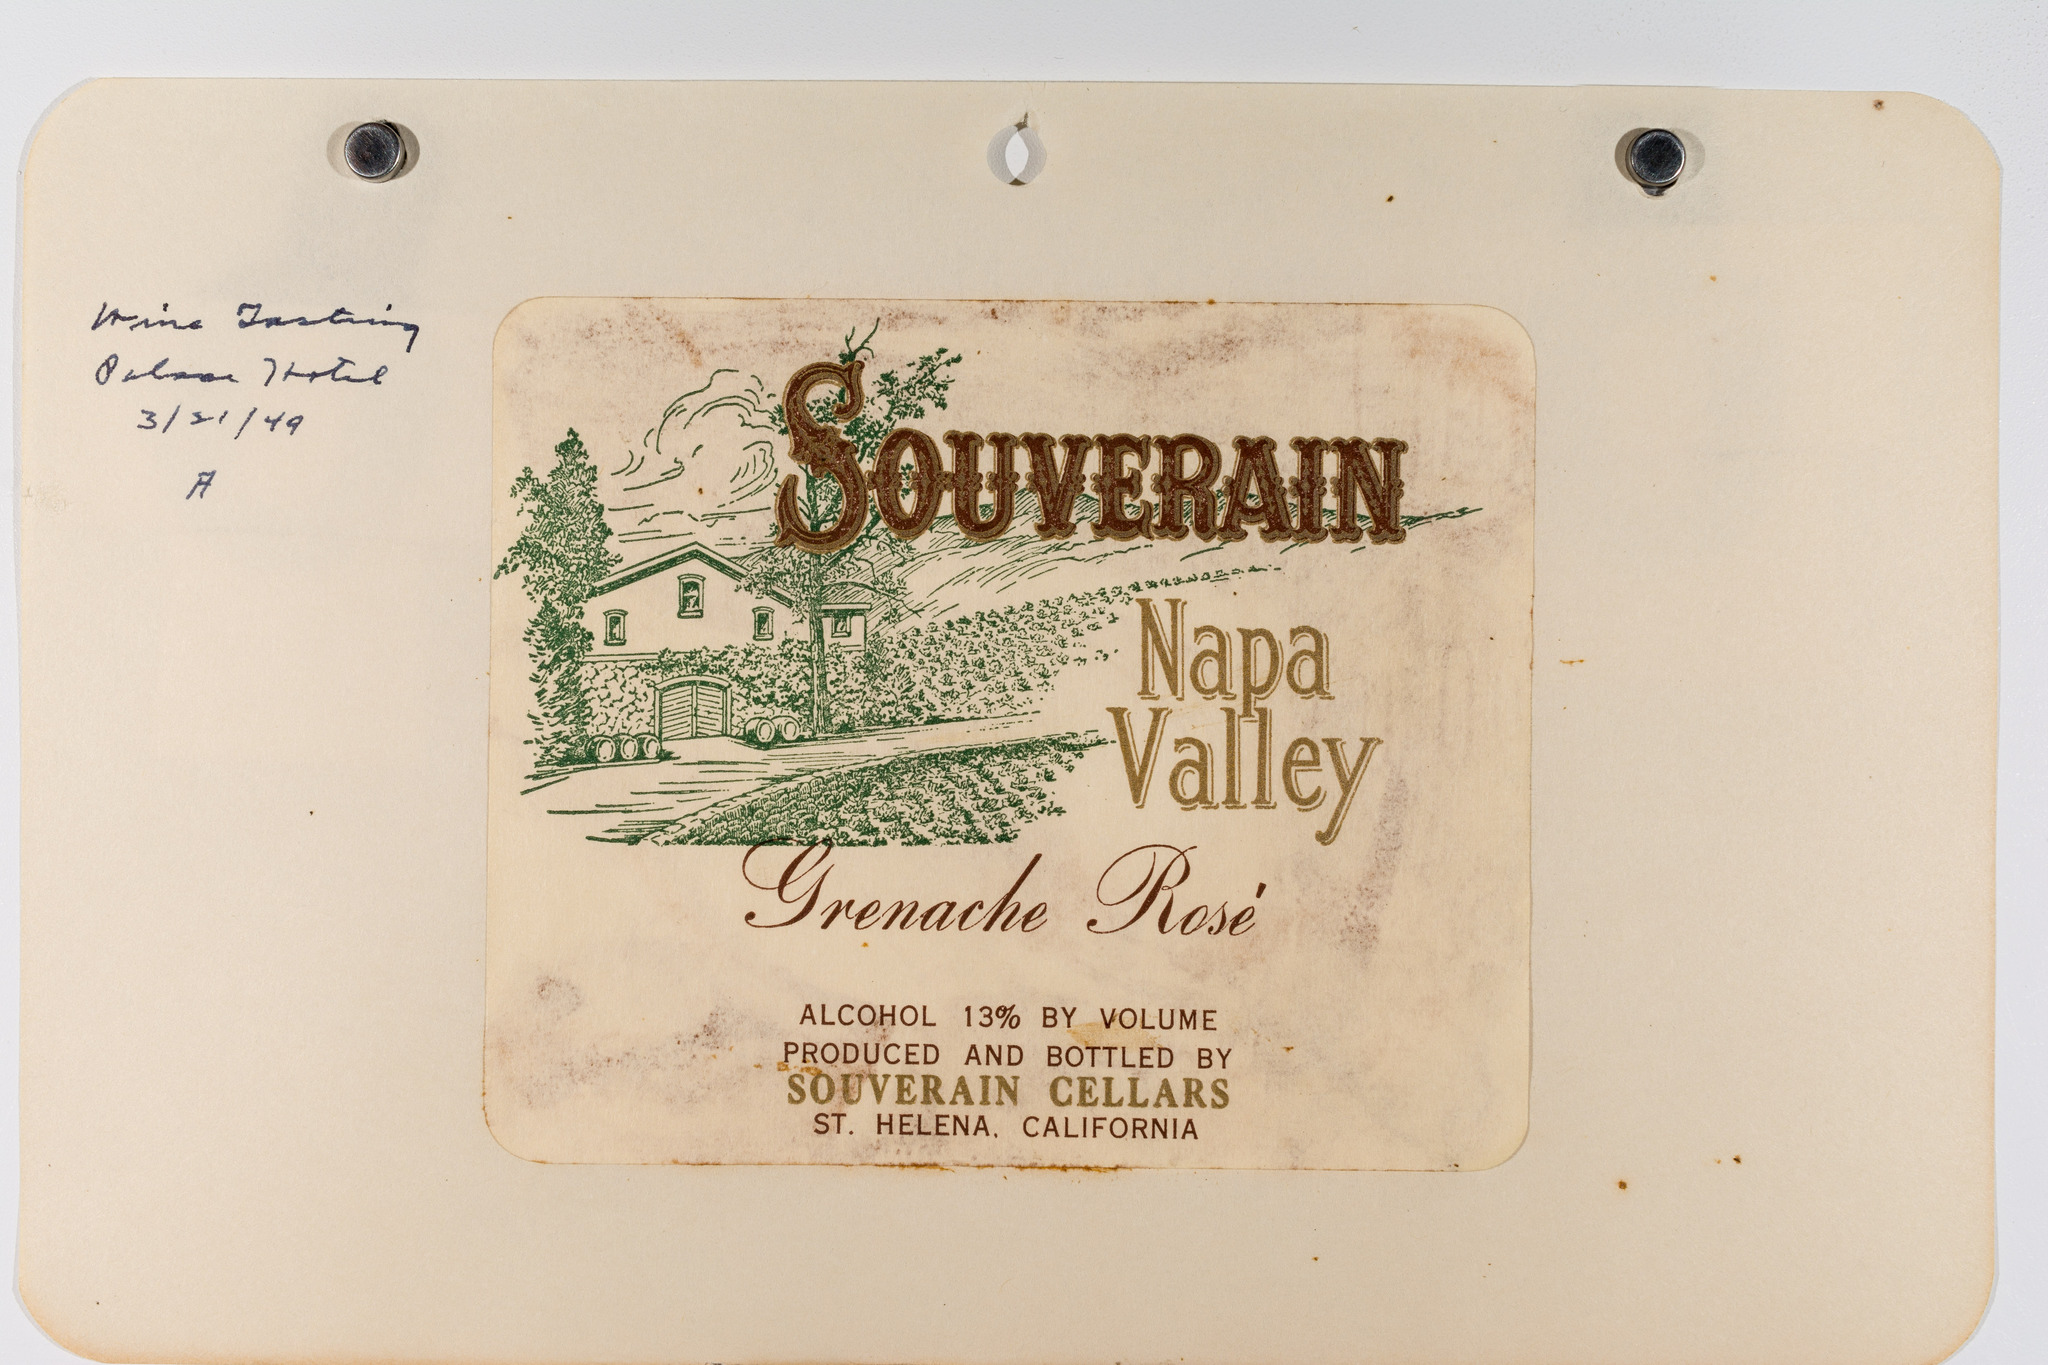 Wine Tasting
Palace Hotel
3/21/49
A
SOUVERAIN
Napa
Valley
Grenache Rosé
ALCOHOL 13% BY VOLUME
PRODUCED AND BOTTLED BY
SOUVERAIN CELLARS
ST. HELENA, CALIFORNIA